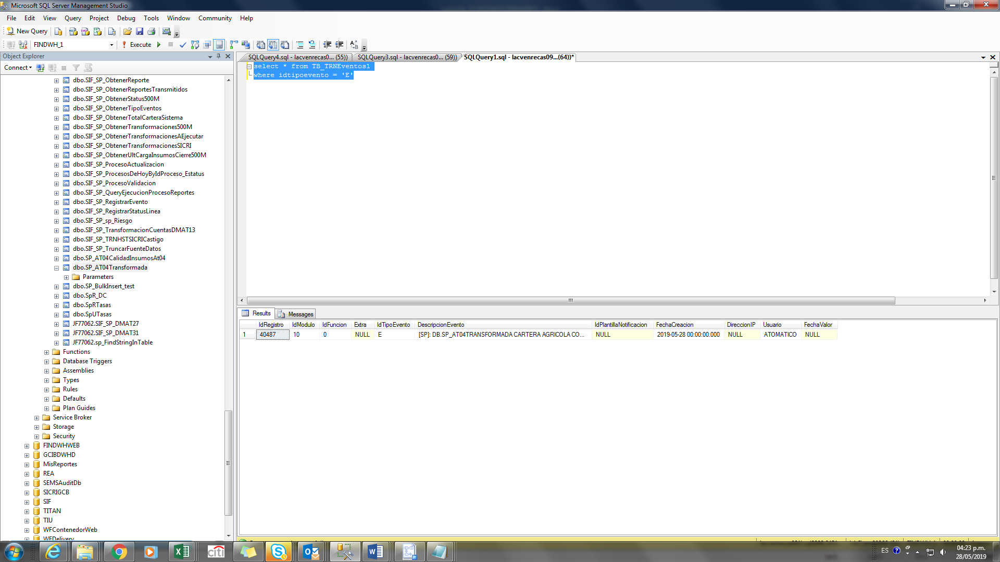 Microsoft SQL Server Management Studio
File Edit View Query Project Debug Tools Window Community Help
New Query
FINDWH_1 Execute
Object Explorer
Connect
dbo.SIF_SP_ObtenerReporte
dbo.SIF_SP_ObtenerReportesTransmitidos
dbo.SIF_SP_ObtenerStatus500M
dbo.SIF_SP_ObtenerTipoEventos
dbo.SIF_SP_ObtenerTotalCarteraSistema
dbo.SIF_SP_ObtenerTransformaciones500M
dbo.SIF_SP_ObtenerTransformacionesAEjecutar
dbo.SIF_SP_ObtenerTransformacionesSICRI
dbo.SIF_SP_ObtenerUltCargaInsumosCierre500M
dbo.SIF_SP_ProcesoActualizacion
dbo.SIF_SP_ProcesosDeHoyByIdProceso_Estatus
dbo.SIF_SP_ProcesoValidacion
dbo.SIF_SP_QueryEjecucionProcesoReportes
dbo.SIF_SP_RegistrarEvento
dbo.SIF_SP_RegistrarStatusLinea
dbo.SIF_SP_sp_Riesgo
dbo.SIF_SP_TransformacionCuentasDMAT13
dbo.SIF_SP_TRNHSTSICRICastigo
dbo.SIF_SP_TruncarFuenteDatos
dbo.SP_AT04CalidadInsumosAt04
dbo.SP_AT04Transformada
Parameters
dbo.SP_BulkInsert_test
dbo.SpR_DC
dbo.SpRTasas
dbo.SpUTasas
JF77062.SIF_SP_DMAT27
JF77062.SIF_SP_DMAT31
JF77062.sp_FindStringInTable
Functions
Database Triggers
Assemblies
Types
Rules
Defaults
Plan Guides
Service Broker
Storage
Security
FINDWHWEB
GCIBDWHD
MisReportes
REA
SEMSAuditDb
SICRIGCB
SIF
TITAN
TIU
WFContenedorWeb
WFDelivery
SQLQuery4.sql - lacvenrecas0... (55)) SQLQuery3.sql - lacvenrecas0... (59)) SQLQuery1.sql - lacvenrecas09...(64))*
select * from TB_TRNEventos1
where idtipoevento = 'E'
Results Messages
IdRegistro IdModulo IdFuncion Extra IdTipoEvento DescripcionEvento IdPlantillaNotificacion FechaCreacion DireccionIP Usuario FechaValor
1 40487 10 0 NULL E [SP]: DB.SP_AT04TRANSFORMADA CARTERA AGRICOLA CO... NULL 2019-05-28 00:00:00.000 NULL ATOMATICO NULL
citi
ES
04:23 p.m.
28/05/2019